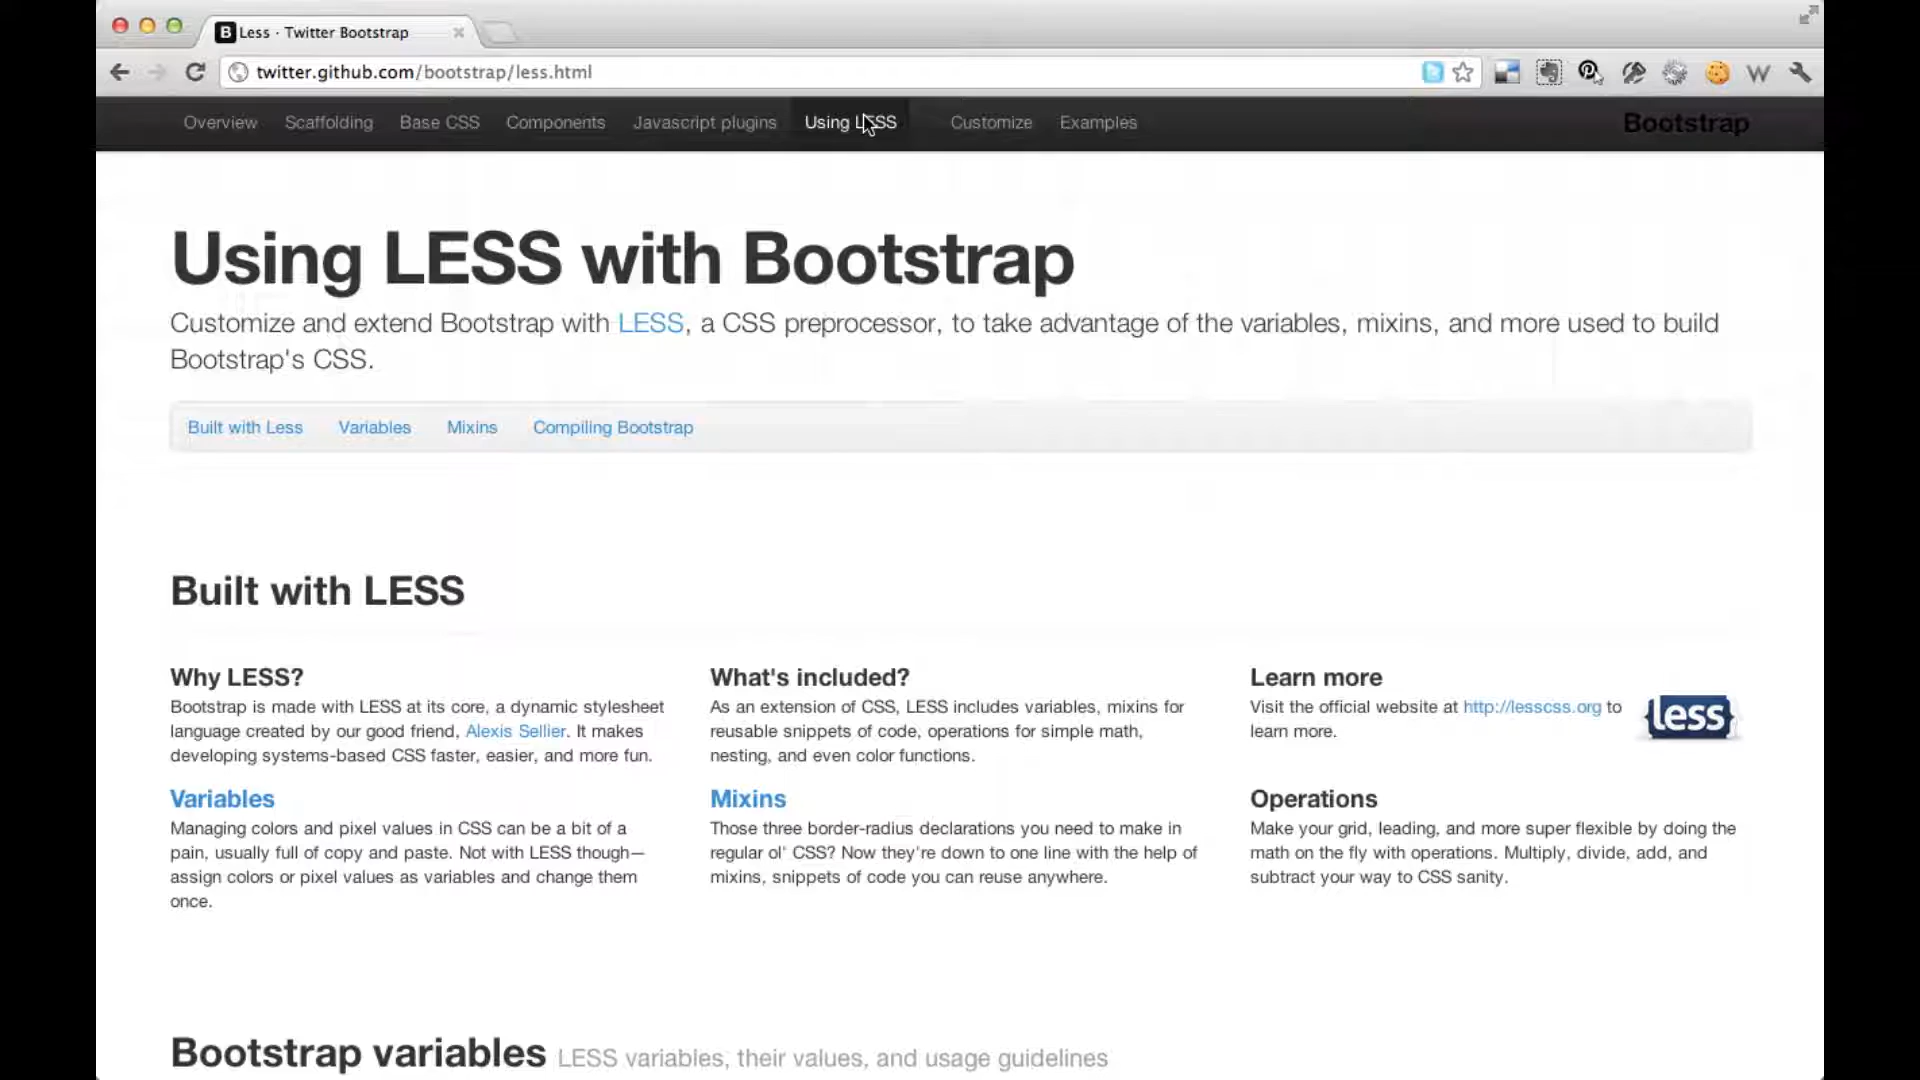 Less · Twitter Bootstrap
twitter.github.com/bootstrap/less.html
Overview Scaffolding Base CSS Components Javascript plugins Using LESS Customize Examples Bootstrap
Using LESS with Bootstrap
Customize and extend Bootstrap with LESS, a CSS preprocessor, to take advantage of the variables, mixins, and more used to build
Bootstrap's CSS.
Built with Less Variables Mixins Compiling Bootstrap
Built with LESS
Why LESS?
Bootstrap is made with LESS at its core, a dynamic stylesheet
language created by our good friend, Alexis Sellier. It makes
developing systems-based CSS faster, easier, and more fun.
What's included?
As an extension of CSS, LESS includes variables, mixins for
reusable snippets of code, operations for simple math,
nesting, and even color functions.
Learn more
Visit the official website at http://lesscss.org to
learn more.
{less}
Variables
Managing colors and pixel values in CSS can be a bit of a
pain, usually full of copy and paste. Not with LESS though—
assign colors or pixel values as variables and change them
once.
Mixins
Those three border-radius declarations you need to make in
regular ol' CSS? Now they're down to one line with the help of
mixins, snippets of code you can reuse anywhere.
Operations
Make your grid, leading, and more super flexible by doing the
math on the fly with operations. Multiply, divide, add, and
subtract your way to CSS sanity.
Bootstrap variables LESS variables, their values, and usage guidelines